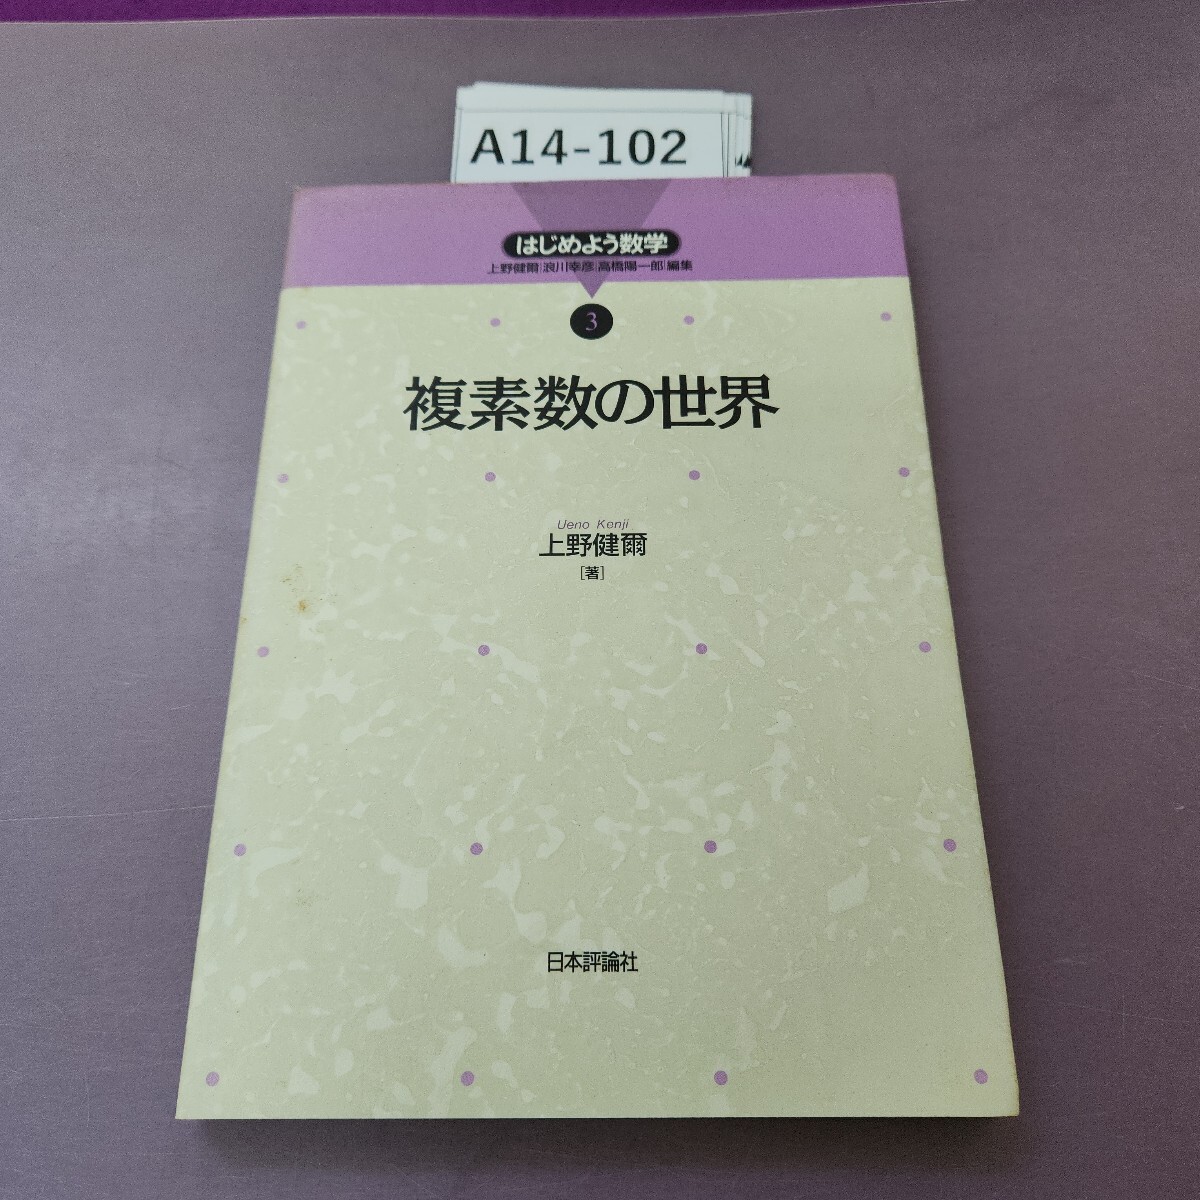 A14-102
はじめよう数学
上野健爾|浪川幸彦|高橋陽一郎|編集
3
複素数の世界
Ueno Kenji
上野健爾
[著]
日本評論社